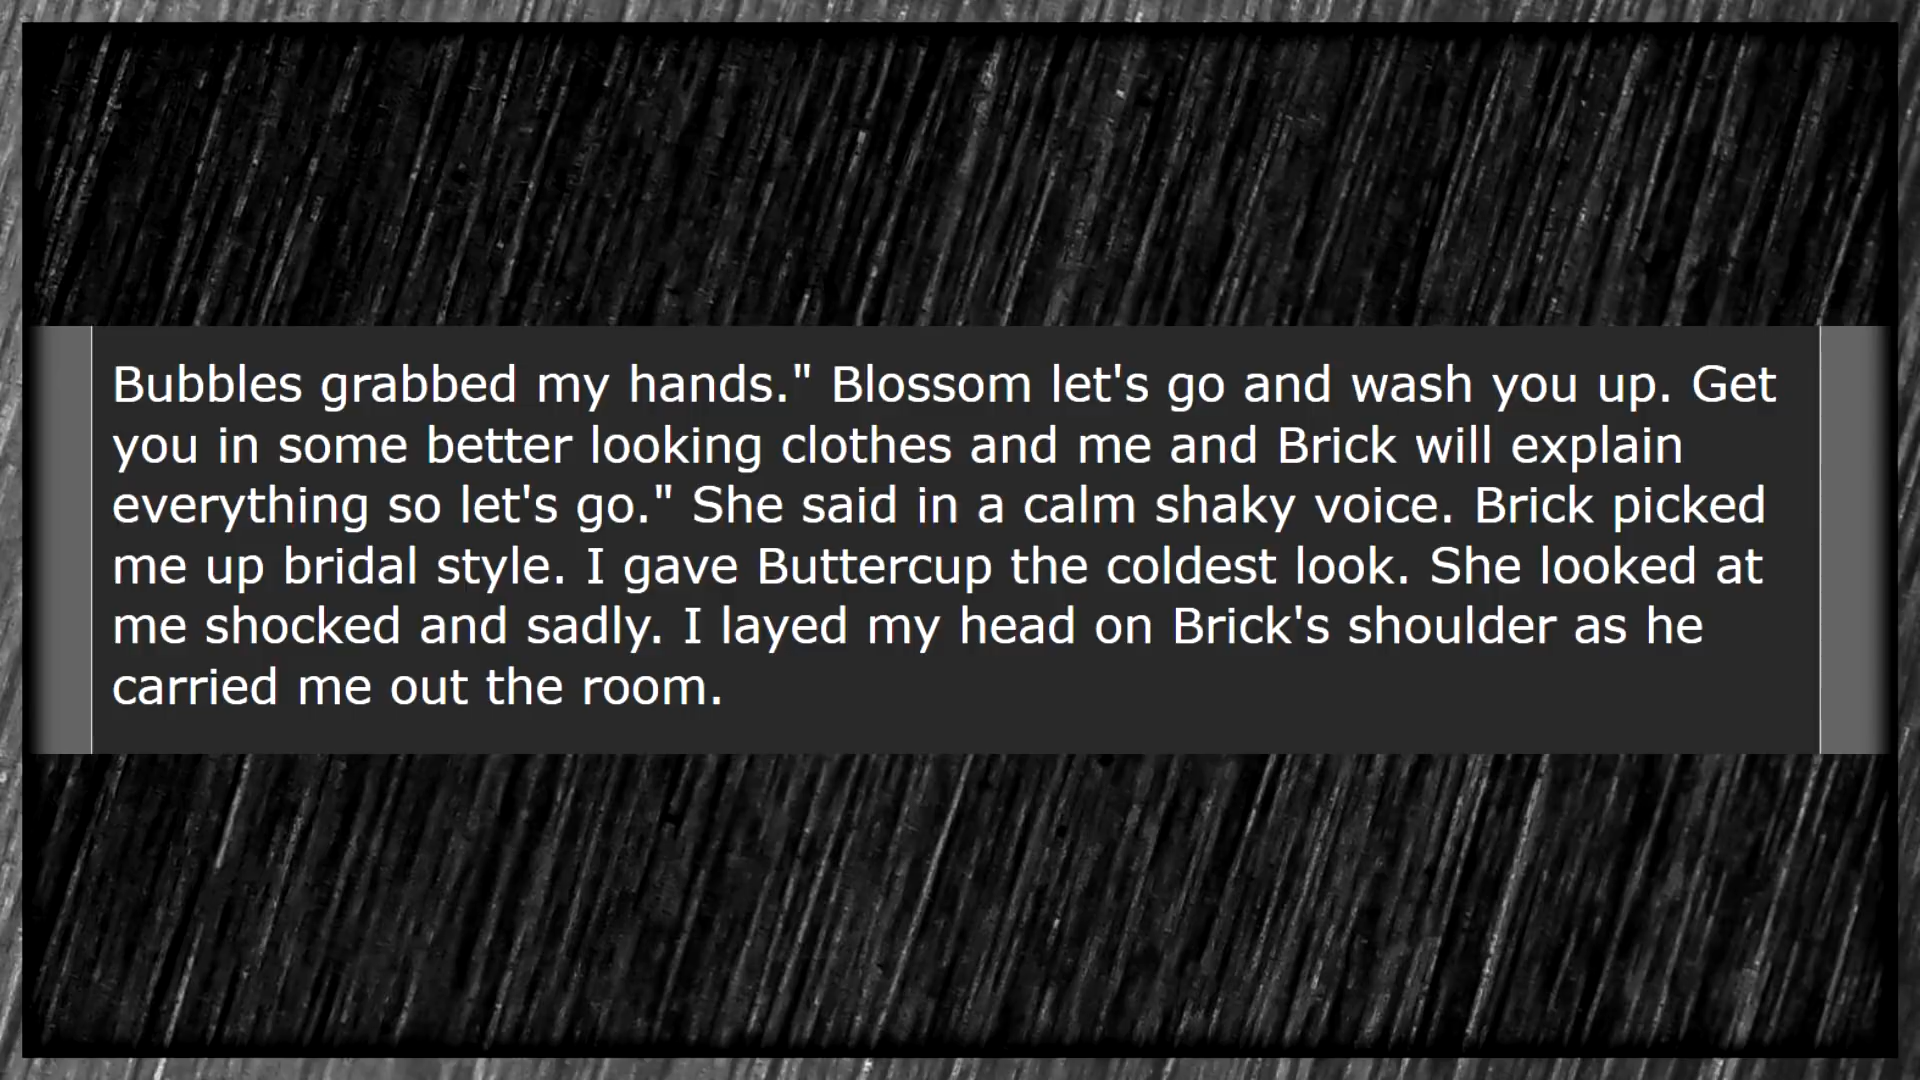 Bubbles grabbed my hands." Blossom let's go and wash you up. Get
you in some better looking clothes and me and Brick will explain
everything so let's go." She said in a calm shaky voice. Brick picked
me up bridal style. I gave Buttercup the coldest look. She looked at
me shocked and sadly. I layed my head on Brick's shoulder as he
carried me out the room.